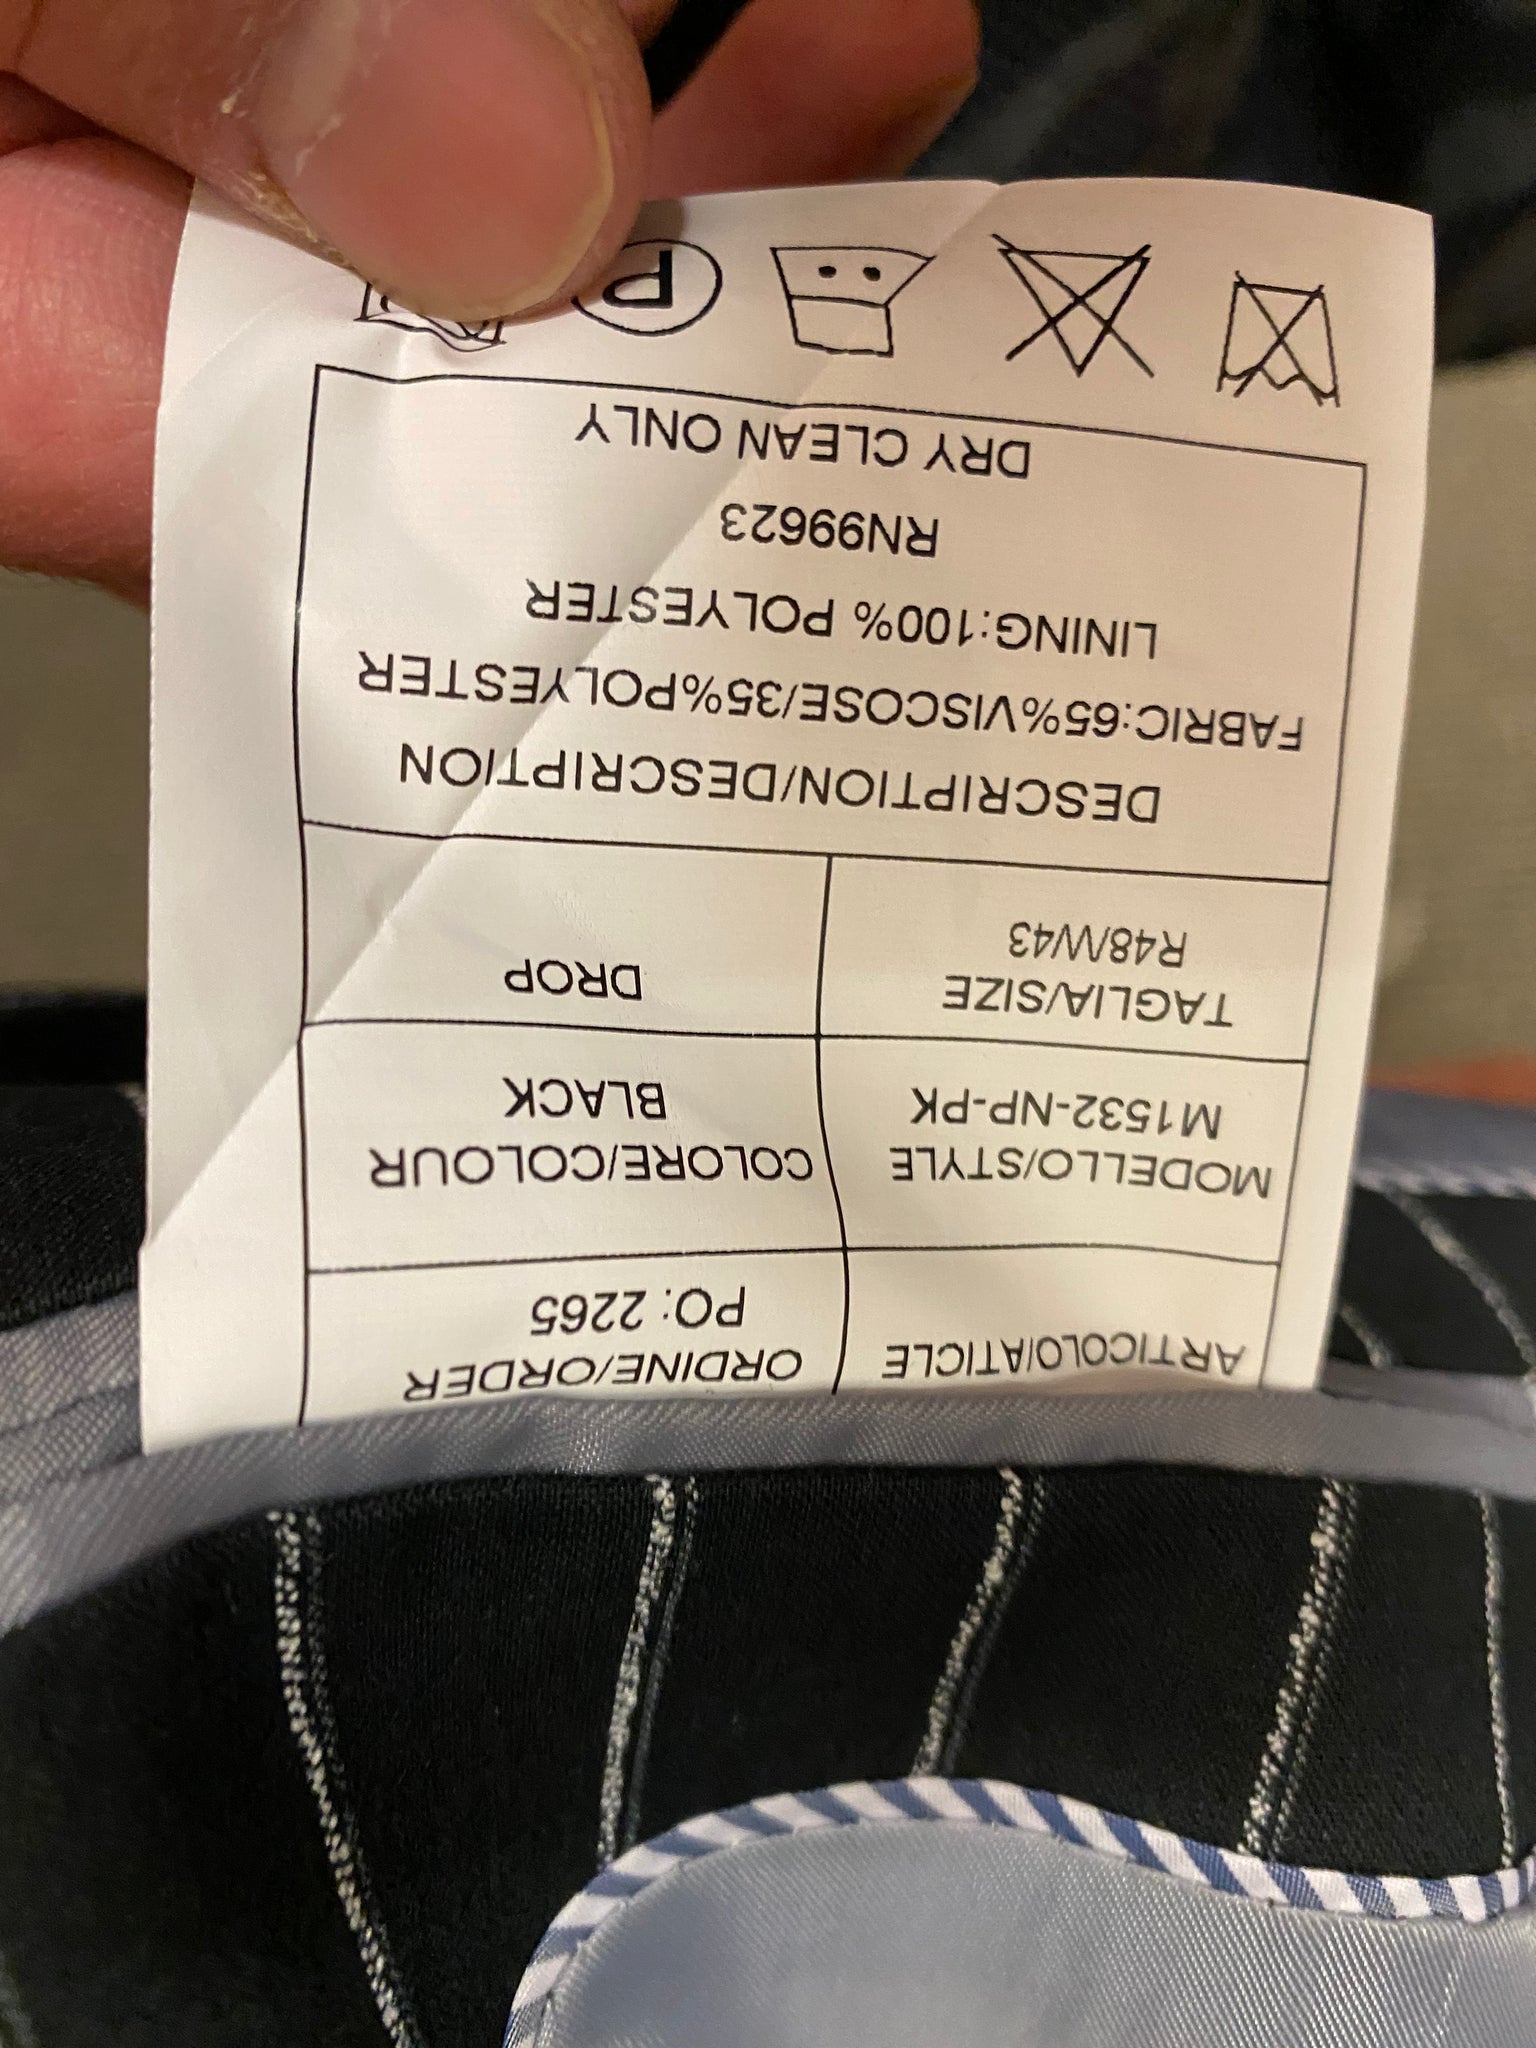 ARTICOLO/ATICLE
ORDINE/ORDER
PO: 2265
MODELLO/STYLE
M1532-NP-PK
COLORE/COLOUR
BLACK
TAGLIA/SIZE
R48/W43
DROP
DESCRIPTION/DESCRIPTION
FABRIC:65%VISCOSE/35%POLYESTER
LINING:100% POLYESTER
RN99623
DRY CLEAN ONLY
P